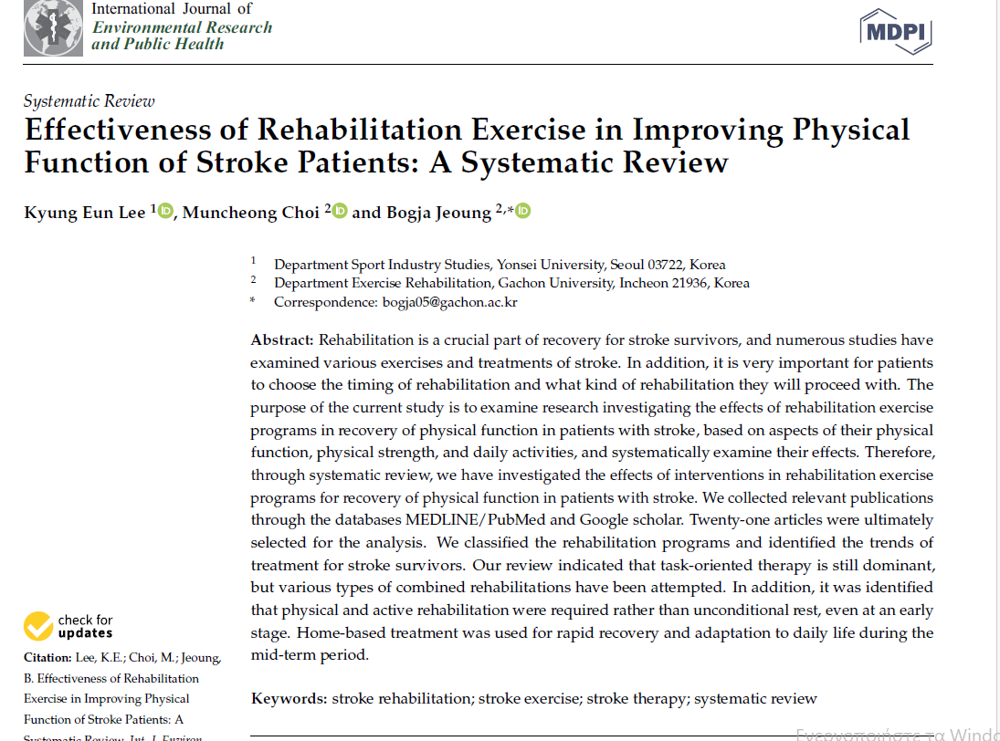 International Journal of
Environmental Research
and Public Health
MDPI
Systematic Review
Effectiveness of Rehabilitation Exercise in Improving Physical
Function of Stroke Patients: A Systematic Review
Kyung Eun Lee 1 iD, Muncheong Choi 2 iD and Bogja Jeoung 2,* iD
1 Department Sport Industry Studies, Yonsei University, Seoul 03722, Korea
2 Department Exercise Rehabilitation, Gachon University, Incheon 21936, Korea
* Correspondence: bogja05@gachon.ac.kr
Abstract: Rehabilitation is a crucial part of recovery for stroke survivors, and numerous studies have
examined various exercises and treatments of stroke. In addition, it is very important for patients
to choose the timing of rehabilitation and what kind of rehabilitation they will proceed with. The
purpose of the current study is to examine research investigating the effects of rehabilitation exercise
programs in recovery of physical function in patients with stroke, based on aspects of their physical
function, physical strength, and daily activities, and systematically examine their effects. Therefore,
through systematic review, we have investigated the effects of interventions in rehabilitation exercise
programs for recovery of physical function in patients with stroke. We collected relevant publications
through the databases MEDLINE/PubMed and Google scholar. Twenty-one articles were ultimately
selected for the analysis. We classified the rehabilitation programs and identified the trends of
treatment for stroke survivors. Our review indicated that task-oriented therapy is still dominant,
but various types of combined rehabilitations have been attempted. In addition, it was identified
that physical and active rehabilitation were required rather than unconditional rest, even at an early
stage. Home-based treatment was used for rapid recovery and adaptation to daily life during the
mid-term period.
Keywords: stroke rehabilitation; stroke exercise; stroke therapy; systematic review
check for
updates
Citation: Lee, K.E.; Choi, M.; Jeoung,
B. Effectiveness of Rehabilitation
Exercise in Improving Physical
Function of Stroke Patients: A
Systematic Review. Int. J. Environ.
Ενεργοποιήστε τα Windo